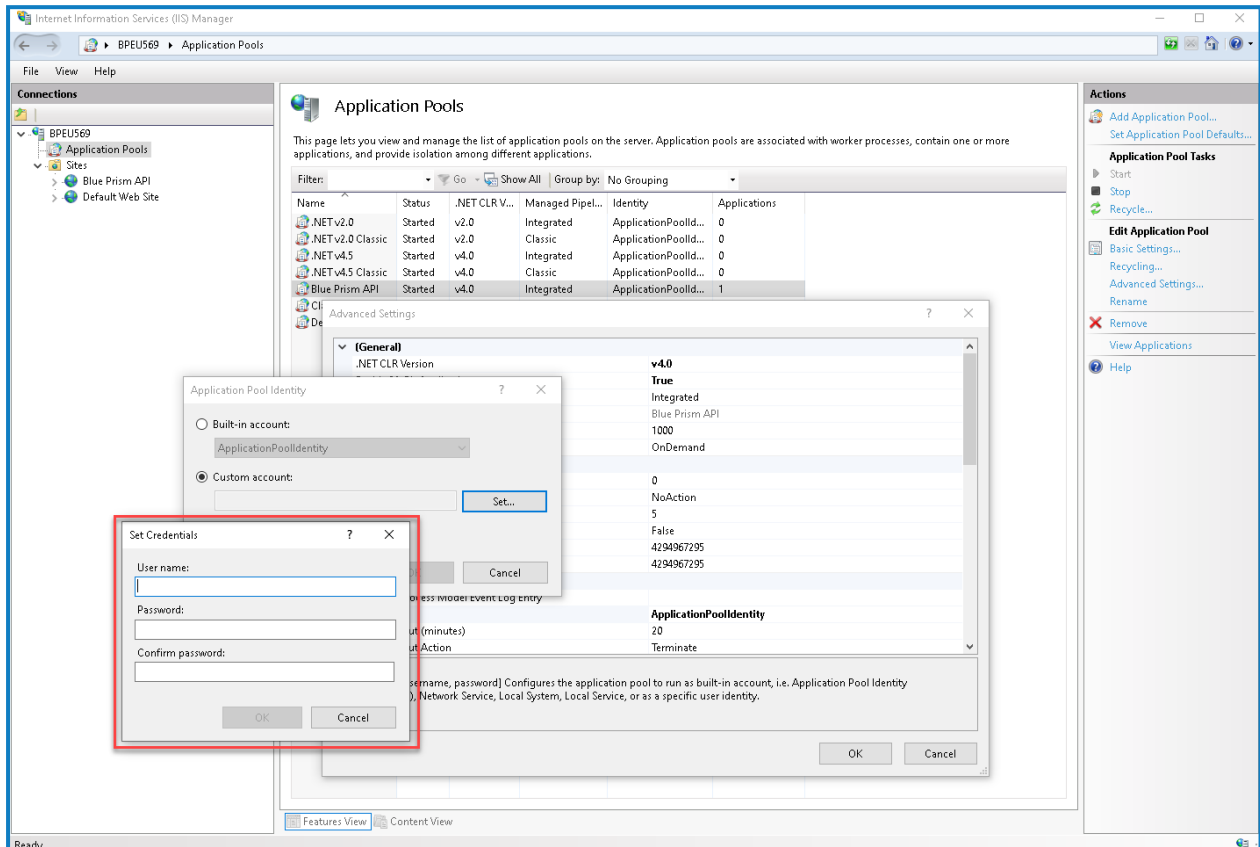 Internet Information Services (IIS) Manager
BPEU569 Application Pools
File View Help
Connections
BPEU569
Application Pools
Sites
Blue Prism API
Default Web Site
Application Pools
This page lets you view and manage the list of application pools on the server. Application pools are associated with worker processes, contain one or more
applications, and provide isolation among different applications.
Filter: Go Show All Group by: No Grouping
Name Status .NET CLR V... Managed Pipel... Identity Applications
.NET v2.0 Started v2.0 Integrated ApplicationPoolId... 0
.NET v2.0 Classic Started v2.0 Classic ApplicationPoolId... 0
.NET v4.5 Started v4.0 Integrated ApplicationPoolId... 0
.NET v4.5 Classic Started v4.0 Classic ApplicationPoolId... 0
Blue Prism API Started v4.0 Integrated ApplicationPoolId... 1
Cl
De
Advanced Settings ?
(General)
.NET CLR Version v4.0
True
Integrated
Blue Prism API
1000
OnDemand
0
NoAction
5
False
4294967295
4294967295
ocess Model Event Log Entry
ApplicationPoolIdentity
ut (minutes) 20
ut Action Terminate
sername, password] Configures the application pool to run as built-in account, i.e. Application Pool Identity
), Network Service, Local System, Local Service, or as a specific user identity.
OK Cancel
Application Pool Identity ?
Built-in account:
ApplicationPoolIdentity
Custom account:
Set...
Cancel
Set Credentials ?
User name:
Password:
Confirm password:
OK Cancel
Features View Content View
Ready
Actions
Add Application Pool...
Set Application Pool Defaults...
Application Pool Tasks
Start
Stop
Recycle...
Edit Application Pool
Basic Settings...
Recycling...
Advanced Settings...
Rename
Remove
View Applications
Help